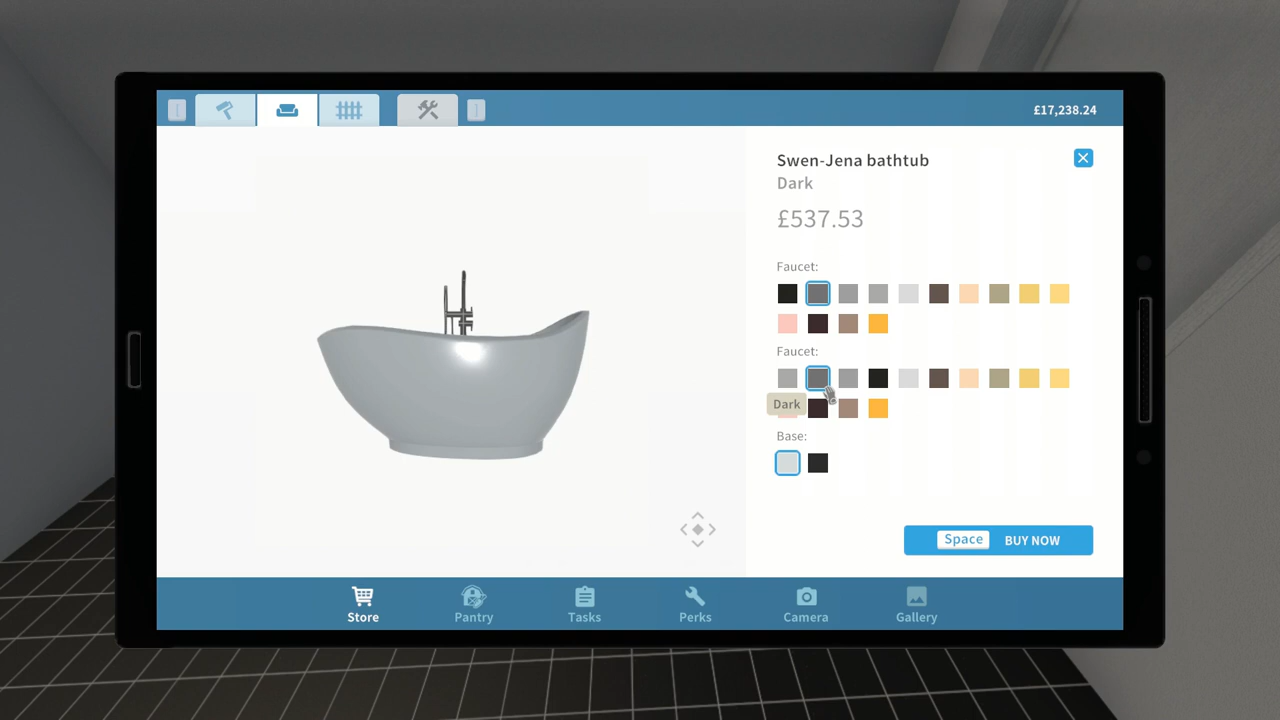 £17,238.24
Swen-Jena bathtub
Dark
£537.53
Faucet:
Faucet:
Dark
Base:
Space BUY NOW
Store
Pantry
Tasks
Perks
Camera
Gallery